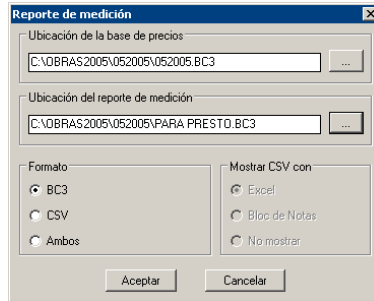 Reporte de medición
Ubicación de la base de precios
C:\OBRAS2005\052005\052005.BC3
...
Ubicación del reporte de medición
C:\OBRAS2005\052005\PARA PRESTO.BC3
...
Formato
BC3
CSV
Ambos
Mostrar CSV con
Excel
Bloc de Notas
No mostrar
Aceptar
Cancelar